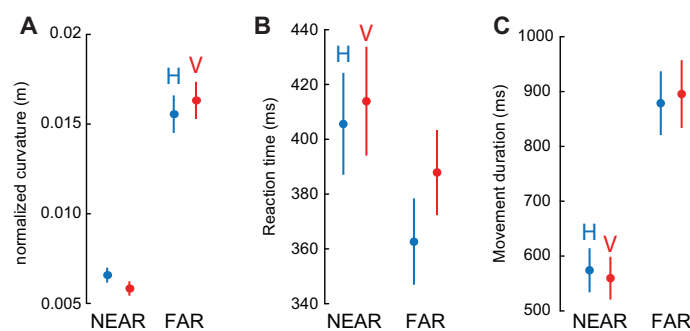 A
normalized curvature (m)
0.02
0.015
0.010
0.005
H
V
NEAR
FAR
B
Reaction time (ms)
440
420
400
380
360
340
H
V
NEAR
FAR
C
Movement duration (ms)
1000
900
800
700
600
500
H
V
NEAR
FAR